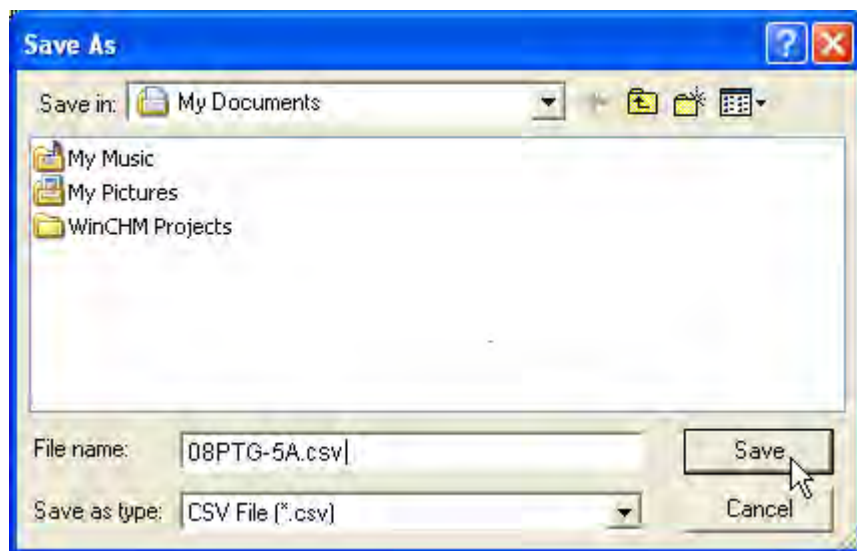 Save As
Save in: My Documents
My Music
My Pictures
WinCHM Projects
File name: 08PTG-5A.csv Save
Save as type: CSV File (*.csv) Cancel